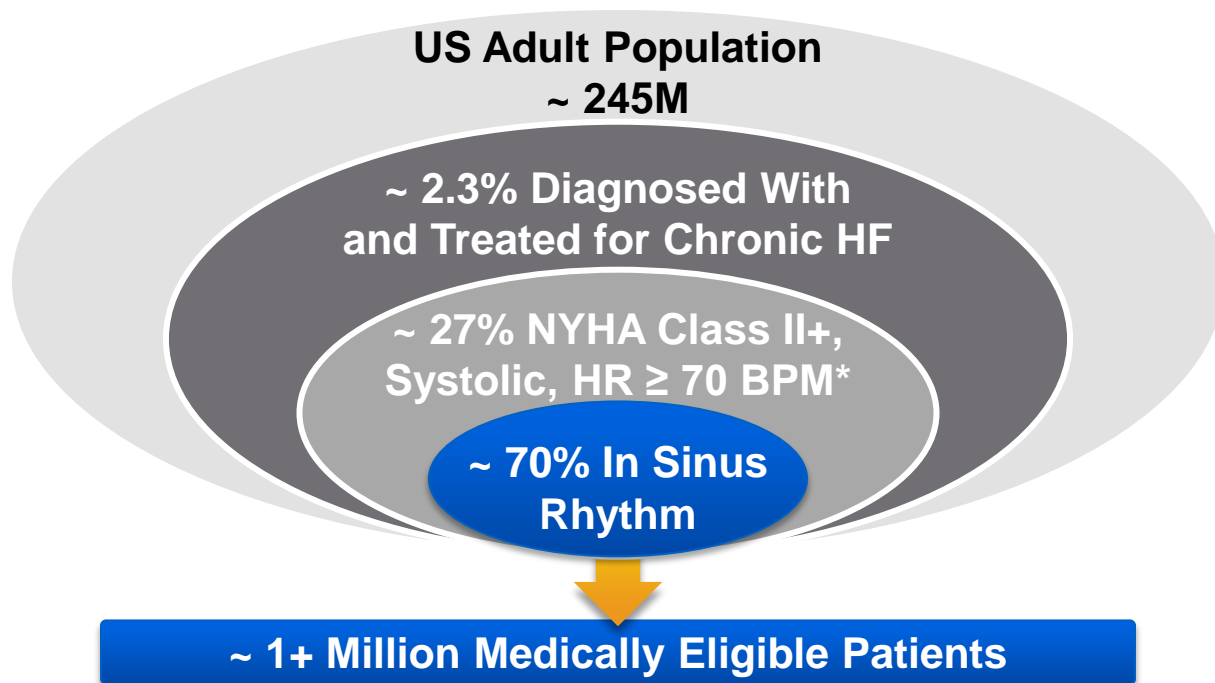 US Adult Population
~ 245M
~ 2.3% Diagnosed With
and Treated for Chronic HF
~ 27% NYHA Class II+,
Systolic, HR ≥ 70 BPM*
~ 70% In Sinus
Rhythm
~ 1+ Million Medically Eligible Patients